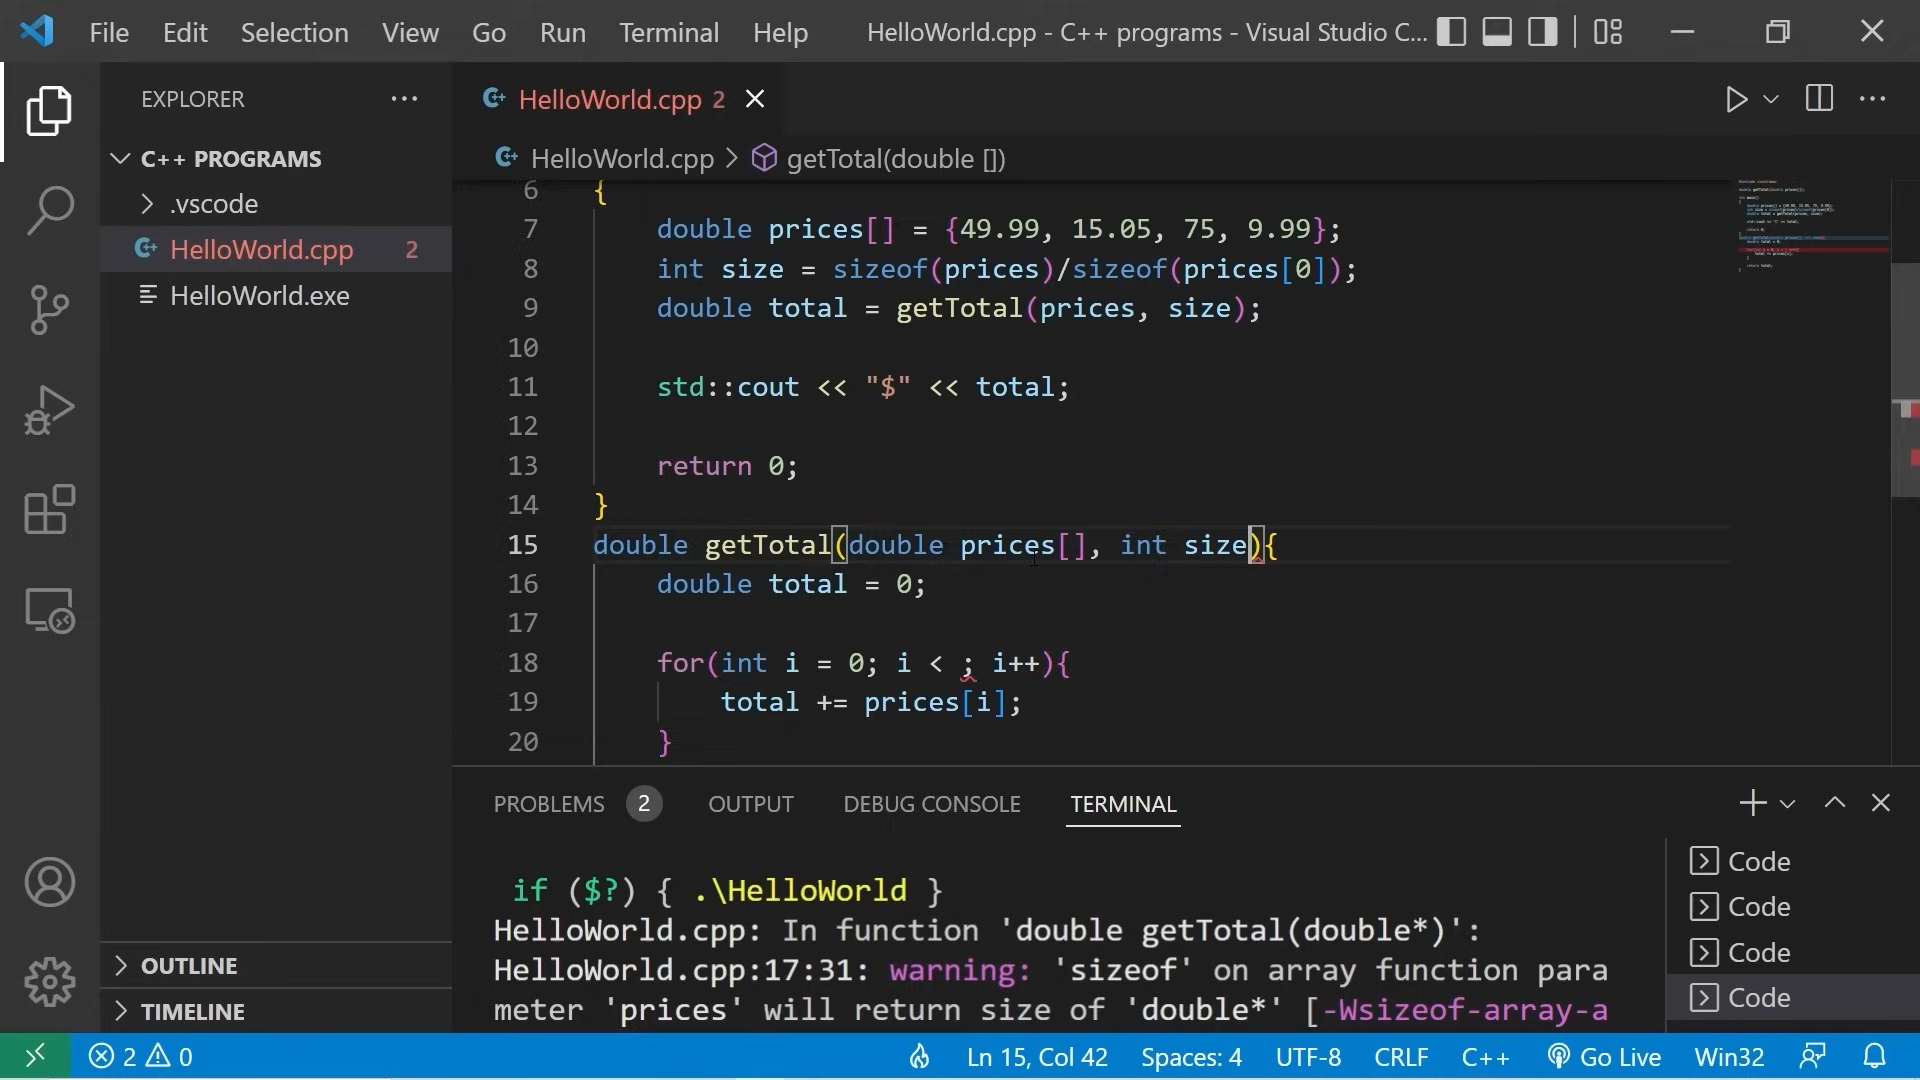 File Edit Selection View Go Run Terminal Help HelloWorld.cpp - C++ programs - Visual Studio C...
EXPLORER
C++ PROGRAMS
.vscode
HelloWorld.cpp 2
HelloWorld.exe
OUTLINE
TIMELINE
HelloWorld.cpp 2
HelloWorld.cpp > getTotal(double [])
6 {
7 double prices[] = {49.99, 15.05, 75, 9.99};
8 int size = sizeof(prices)/sizeof(prices[0]);
9 double total = getTotal(prices, size);
10
11 std::cout << "$" << total;
12
13 return 0;
14 }
15 double getTotal(double prices[], int size){
16 double total = 0;
17
18 for(int i = 0; i < ; i++){
19 total += prices[i];
20 }
PROBLEMS 2 OUTPUT DEBUG CONSOLE TERMINAL
if ($?) { .\HelloWorld }
HelloWorld.cpp: In function 'double getTotal(double*)':
HelloWorld.cpp:17:31: warning: 'sizeof' on array function para
meter 'prices' will return size of 'double*' [-Wsizeof-array-a
Code
Code
Code
Code
2 0 Ln 15, Col 42 Spaces: 4 UTF-8 CRLF C++ Go Live Win32